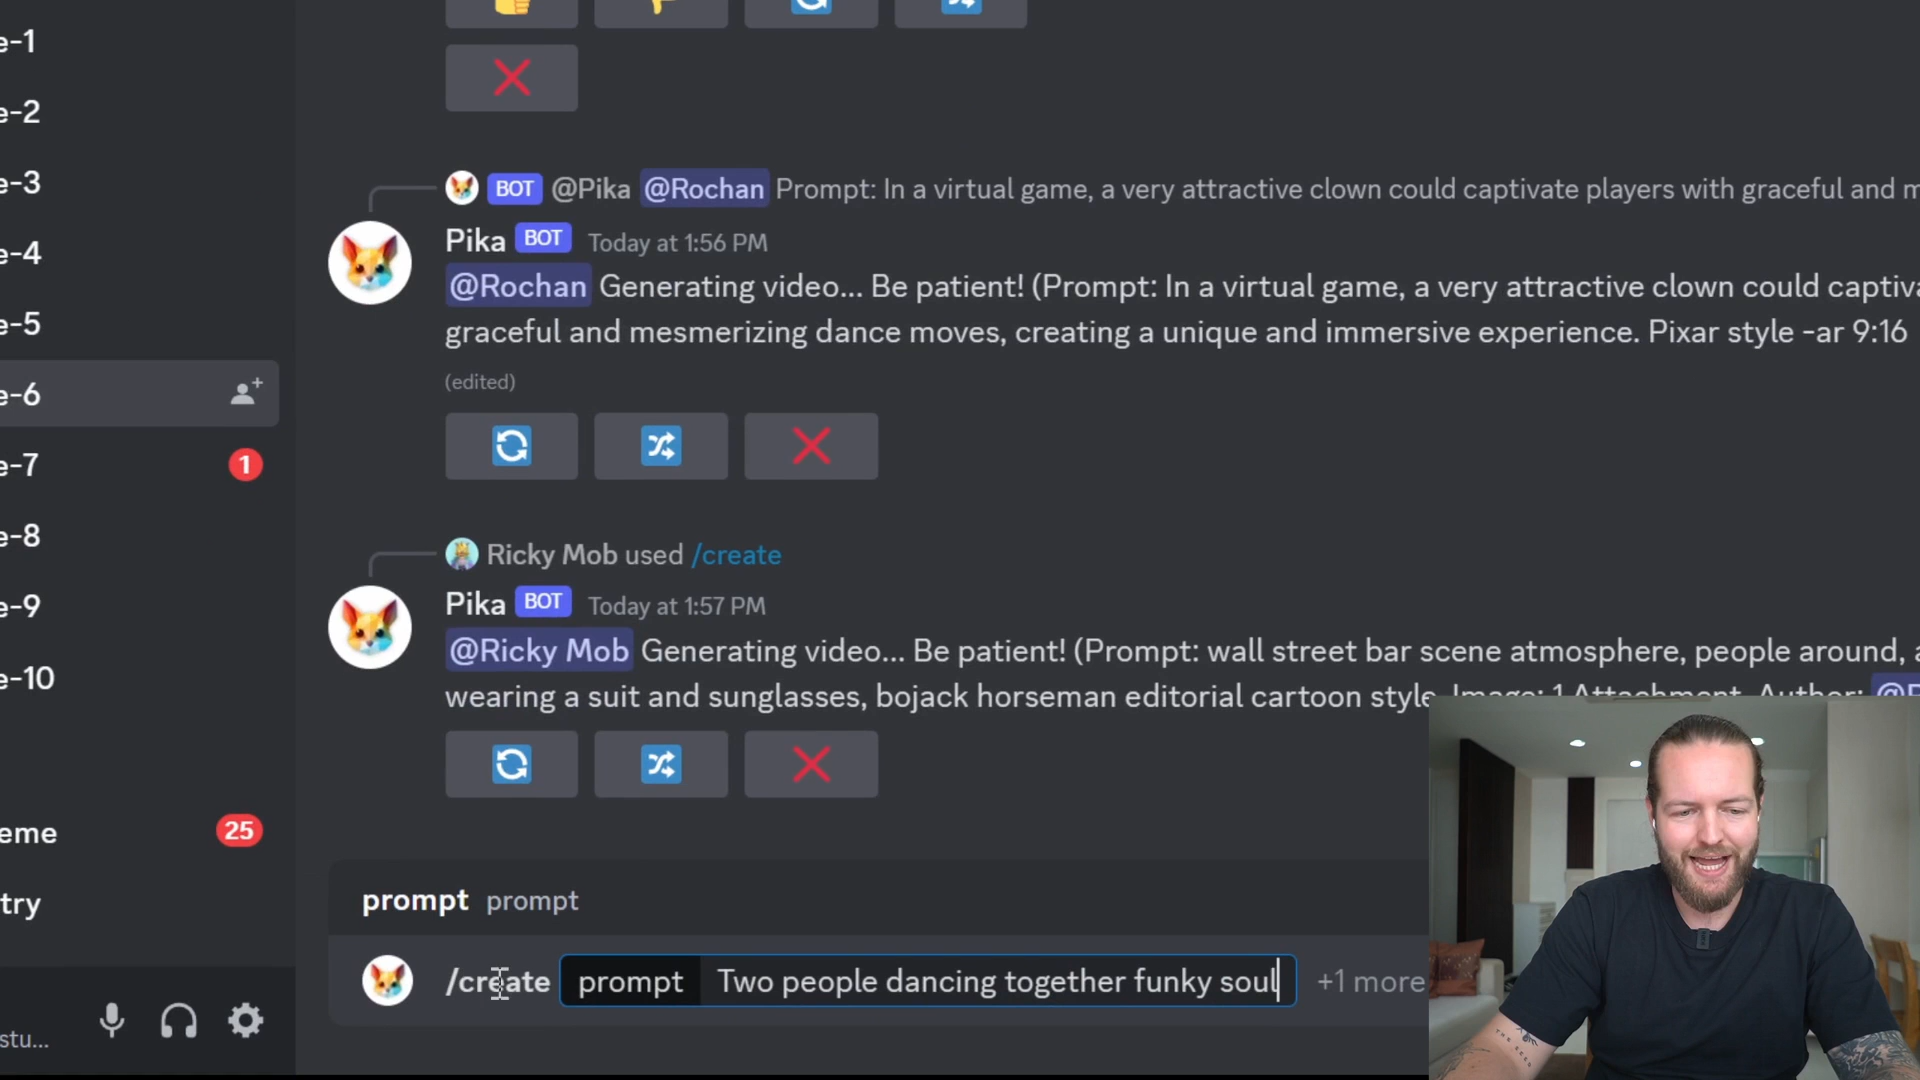 e-1
e-2
e-3
e-4
e-5
e-6
e-7
1
e-8
e-9
e-10
eme
25
try
stu...
BOT @Pika @Rochan Prompt: In a virtual game, a very attractive clown could captivate players with graceful and m
Pika BOT Today at 1:56 PM
@Rochan Generating video... Be patient! (Prompt: In a virtual game, a very attractive clown could captiva
graceful and mesmerizing dance moves, creating a unique and immersive experience. Pixar style -ar 9:16
(edited)
Ricky Mob used /create
Pika BOT Today at 1:57 PM
@Ricky Mob Generating video... Be patient! (Prompt: wall street bar scene atmosphere, people around, a
wearing a suit and sunglasses, bojack horseman editorial cartoon style, Image: 1 Attachment, Author:
prompt prompt
/create prompt Two people dancing together funky soul +1 more